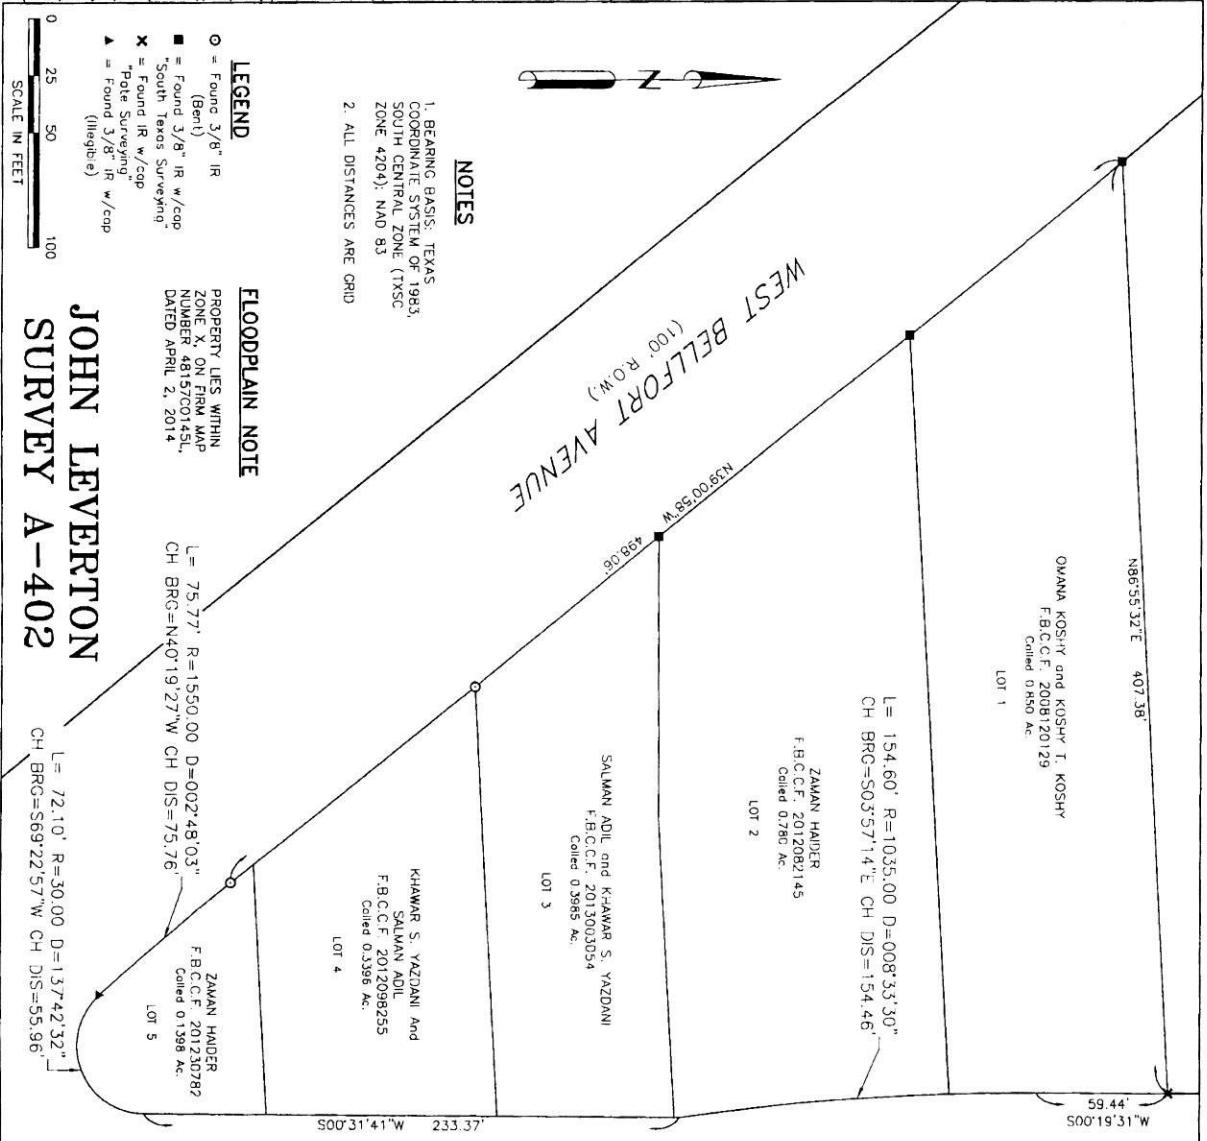 NOTES
1. BEARING BASIS: TEXAS
COORDINATE SYSTEM OF 1983,
SOUTH CENTRAL ZONE (TXSC
ZONE 4204); NAD 83
2. ALL DISTANCES ARE GRID
N
LEGEND
= Found 3/8" IR
(Bent)
= Found 3/8" IR w/cap
"South Texas Surveying"
= Found IR w/cap
"Pate Surveying"
= Found 3/8" IR w/cap
(Illegible)
0 25 50 100
SCALE IN FEET
FLOODPLAIN NOTE
PROPERTY LIES WITHIN
ZONE X, ON FIRM MAP
NUMBER 48157C0145L,
DATED APRIL 2, 2014
JOHN LEVERTON
SURVEY A-402
WEST BELLFORT AVENUE
(100' R.O.W.)
N39°00'58"W
498.06'
N86°55'32"E 407.38'
OMANA KOSHY and KOSHY T. KOSHY
F.B.C.C.F. 2008120129
Called 0.850 Ac.
LOT 1
L= 154.60' R=1035.00 D=008°33'30"
CH BRG=S03°57'14"E CH DIS=154.46'
ZAMAN HAIDER
F.B.C.C.F. 2012082145
Called 0.780 Ac.
LOT 2
SALMAN ADIL and KHAWAR S. YAZDANI
F.B.C.C.F. 2013003054
Called 0.3985 Ac.
LOT 3
KHAWAR S. YAZDANI And
SALMAN ADIL
F.B.C.C.F. 2012098255
Called 0.3396 Ac.
LOT 4
ZAMAN HAIDER
F.B.C.C.F. 201230782
Called 0.1398 Ac.
LOT 5
L= 75.77' R=1550.00 D=002°48'03"
CH BRG=N40°19'27"W CH DIS=75.76'
L= 72.10' R=30.00 D=137°42'32"
CH BRG=S69°22'57"W CH DIS=55.96'
S00°31'41"W 233.37'
59.44'
S00°19'31"W